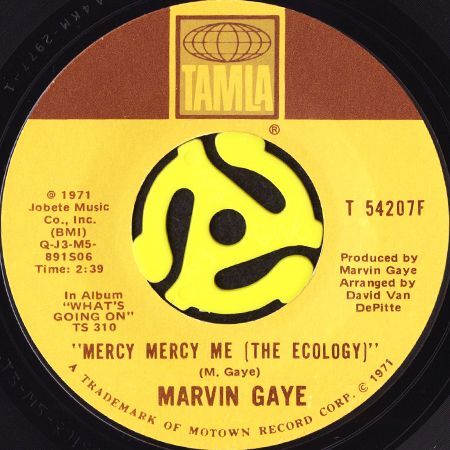 TAMLA
®
© 1971
Jobete Music
Co., Inc.
(BMI)
Q-J3-M5-
891S06
Time: 2:39
In Album
"WHAT'S
GOING ON"
TS 310
T 54207F
Produced by
Marvin Gaye
Arranged by
David Van
DePitte
"MERCY MERCY ME (THE ECOLOGY)"
(M. Gaye)
MARVIN GAYE
A TRADEMARK OF MOTOWN RECORD CORP. © 1971